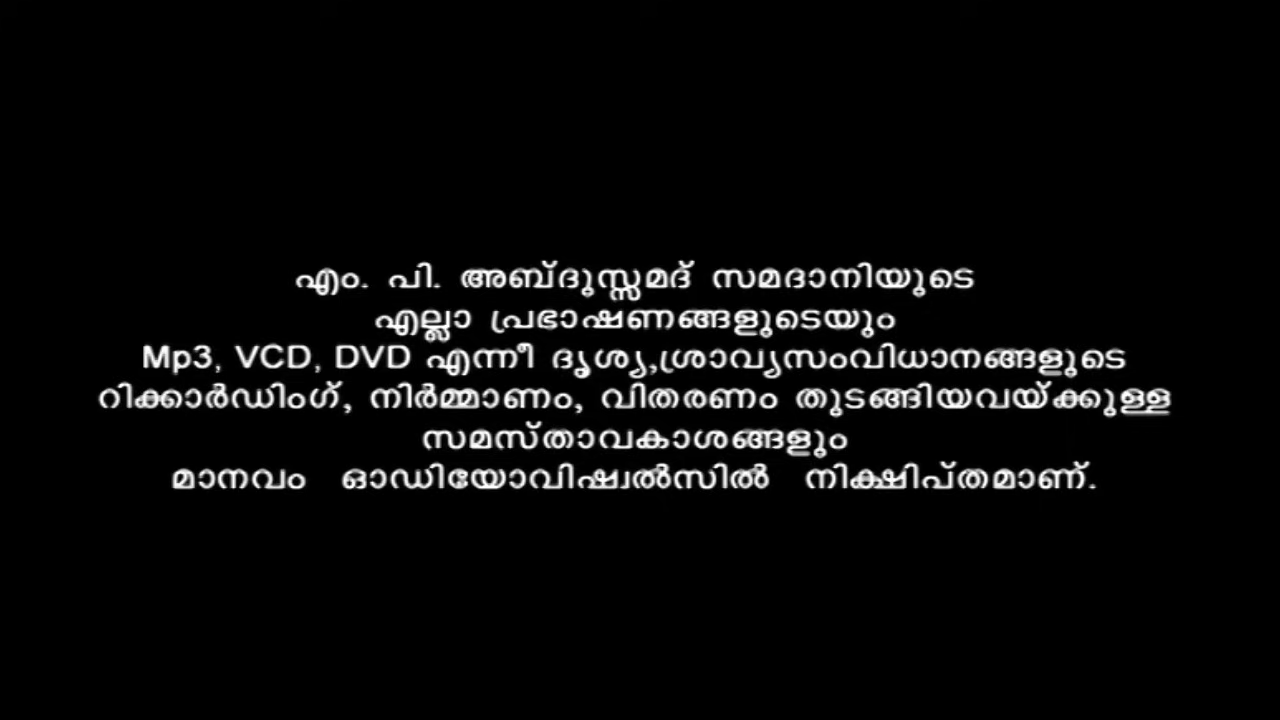 എം. പി. അബ്ദുസ്സമദ് സമദാനിയുടെ
എല്ലാ പ്രഭാഷണങ്ങളുടെയും
Mp3, VCD, DVD എന്നീ ദൃശ്യ,ശ്രാവ്യസംവിധാനങ്ങളുടെ
റിക്കാർഡിംഗ്, നിർമ്മാണം, വിതരണം തുടങ്ങിയവയ്ക്കുള്ള
സമസ്താവകാശങ്ങളും
മാനവം ഓഡിയോവിഷ്വൽസിൽ നിക്ഷിപ്തമാണ്.